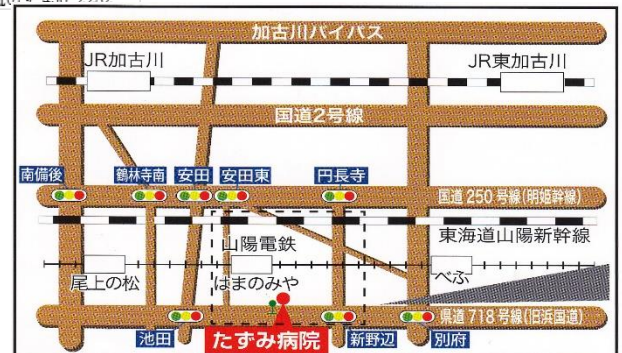 加古川バイパス
JR加古川
JR東加古川
国道2号線
南備後
鶴林寺南
安田
安田東
円長寺
国道250号線(明姫幹線)
山陽電鉄
東海道山陽新幹線
尾上の松
はまのみや
べふ
県道718号線(旧浜国道)
池田
たずみ病院
新野辺
別府